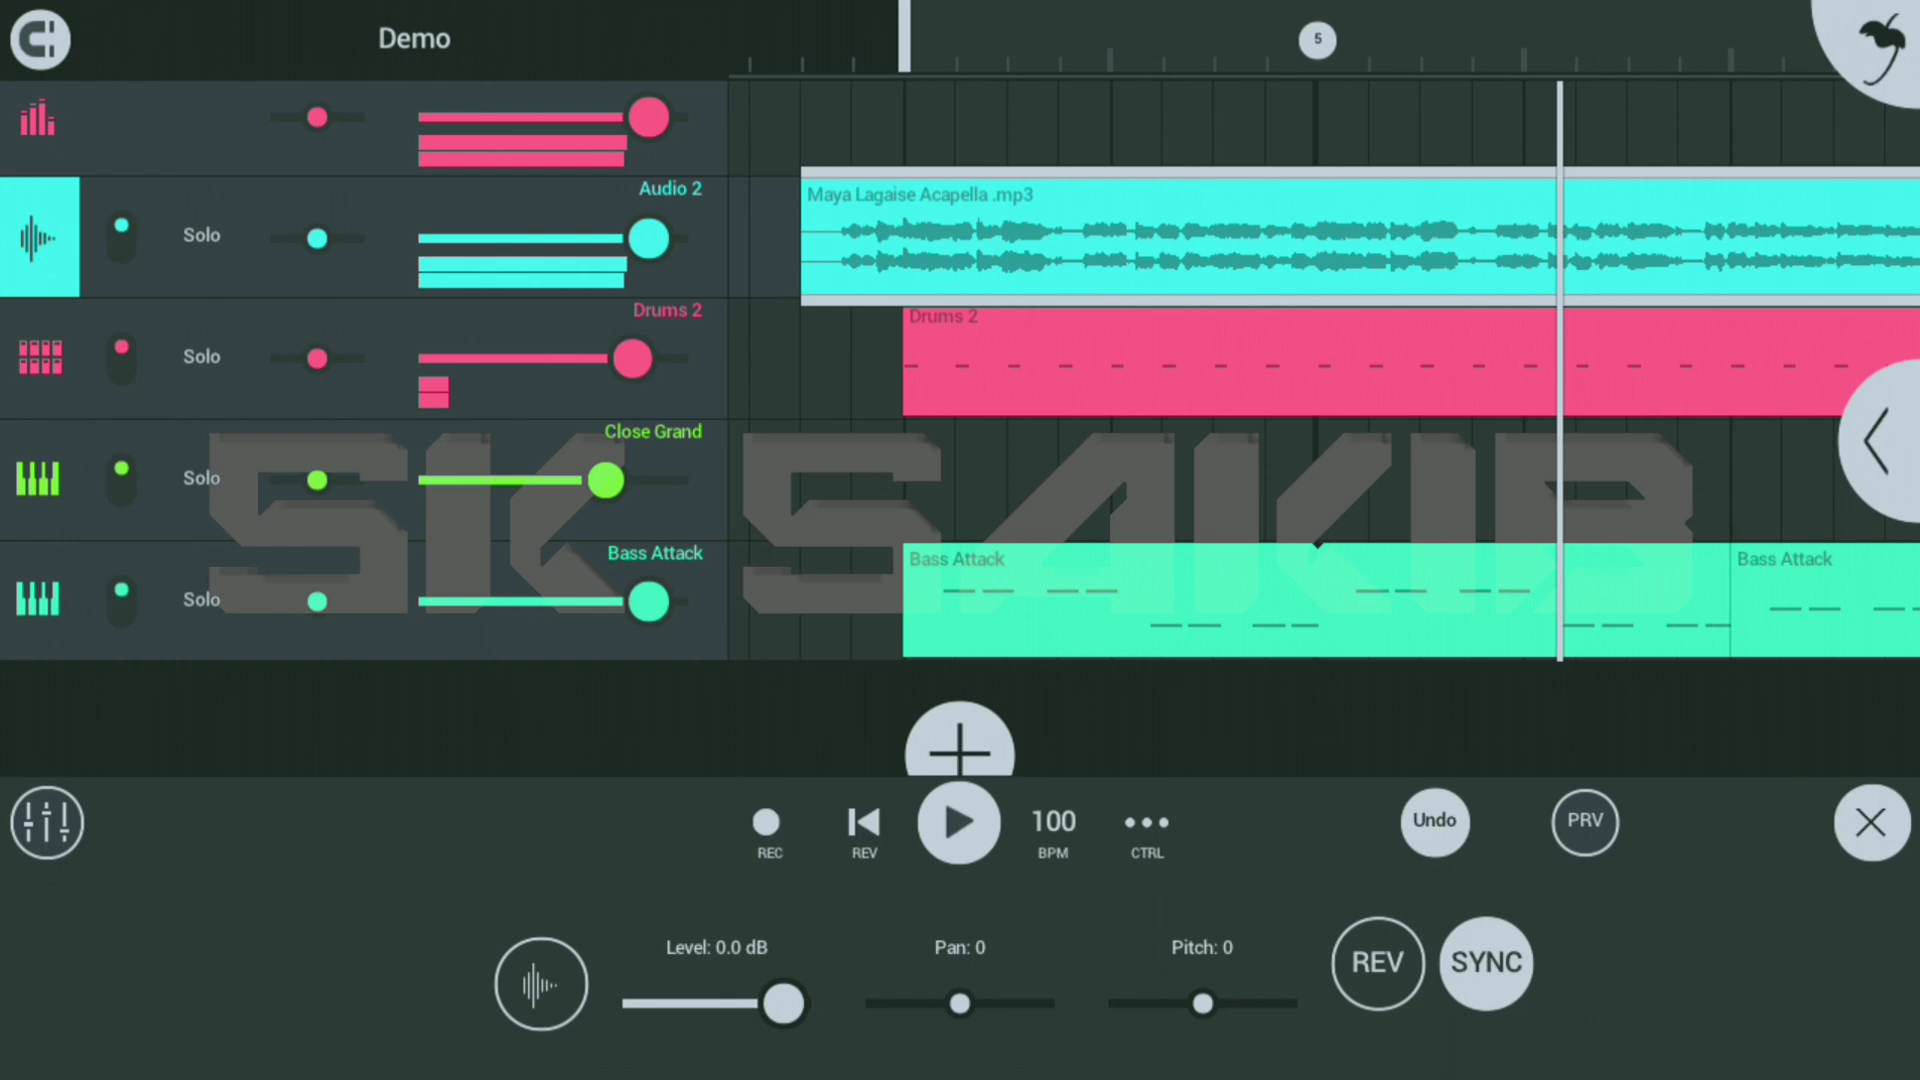 Demo
5
Audio 2
Maya Lagaise Acapella .mp3
Solo
Drums 2
Drums 2
Solo
Close Grand
Solo
SK SAKIB
Bass Attack
Bass Attack
Bass Attack
Solo
100
Undo
PRV
REC
REV
BPM
CTRL
Level: 0.0 dB
Pan: 0
Pitch: 0
REV
SYNC